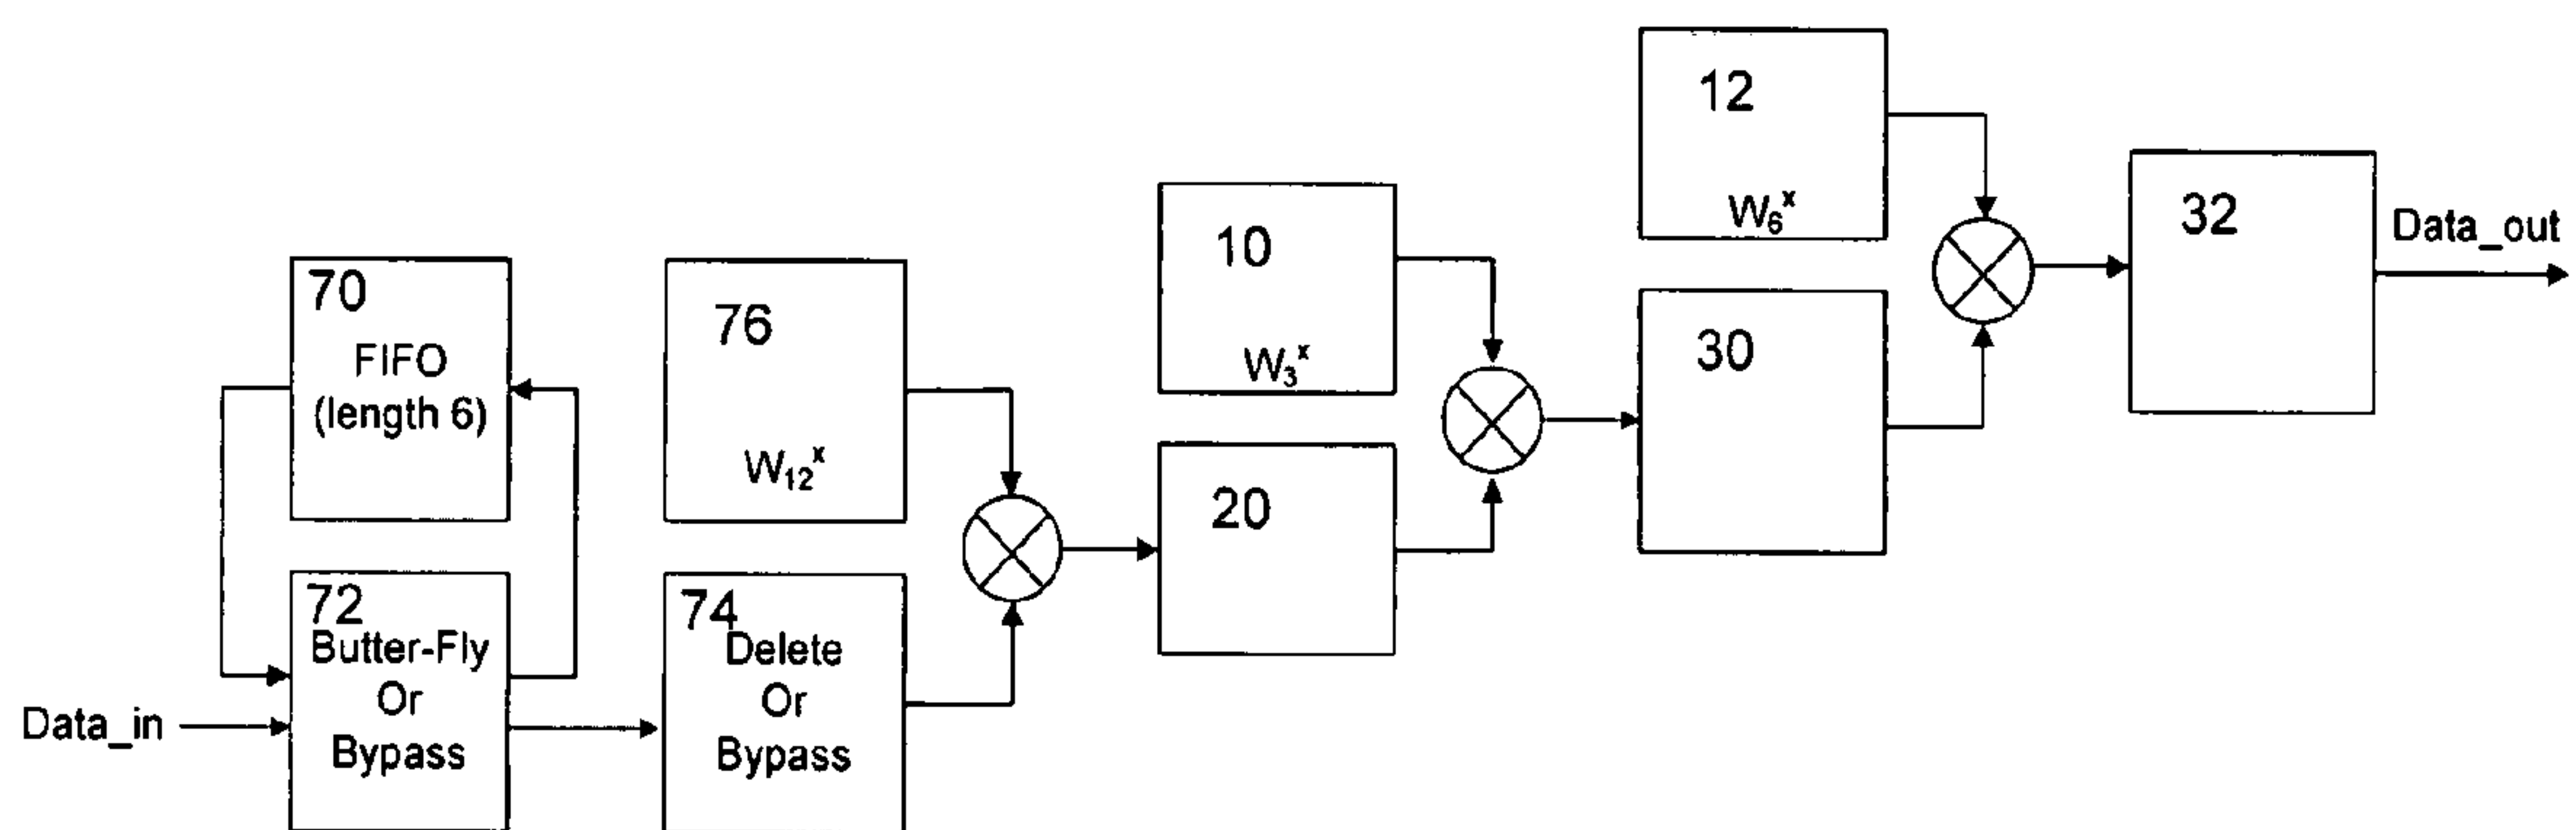 12
W₆ˣ
32
Data_out
10
W₃ˣ
30
70
FIFO
(length 6)
76
W₁₂ˣ
20
72
Butter-Fly
Or
Bypass
74
Delete
Or
Bypass
Data_in